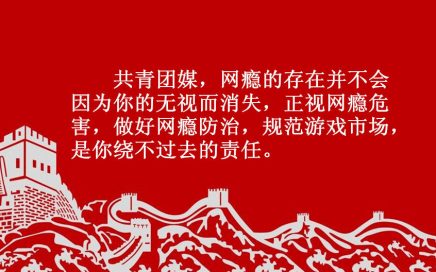 共青团媒，网瘾的存在并不会
因为你的无视而消失，正视网瘾危
害，做好网瘾防治，规范游戏市场，
是你绕不过去的责任。